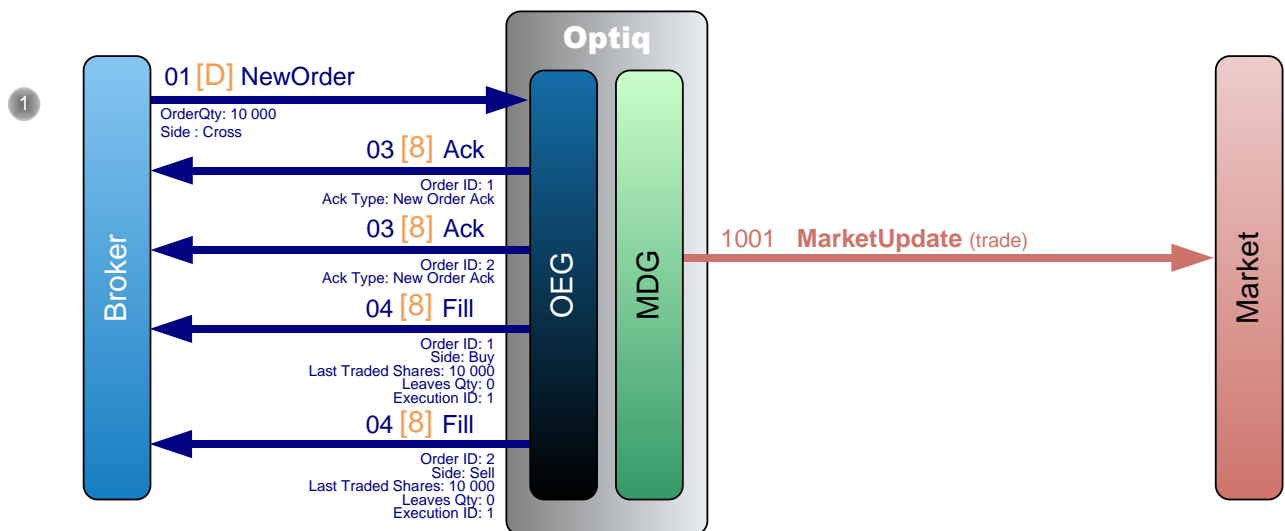 Optiq
1
01 [D] NewOrder
OrderQty: 10 000
Side : Cross
03 [8] Ack
Order ID: 1
Ack Type: New Order Ack
03 [8] Ack
Order ID: 2
Ack Type: New Order Ack
04 [8] Fill
Order ID: 1
Side: Buy
Last Traded Shares: 10 000
Leaves Qty: 0
Execution ID: 1
04 [8] Fill
Order ID: 2
Side: Sell
Last Traded Shares: 10 000
Leaves Qty: 0
Execution ID: 1
Broker
OEG
MDG
1001 MarketUpdate (trade)
Market